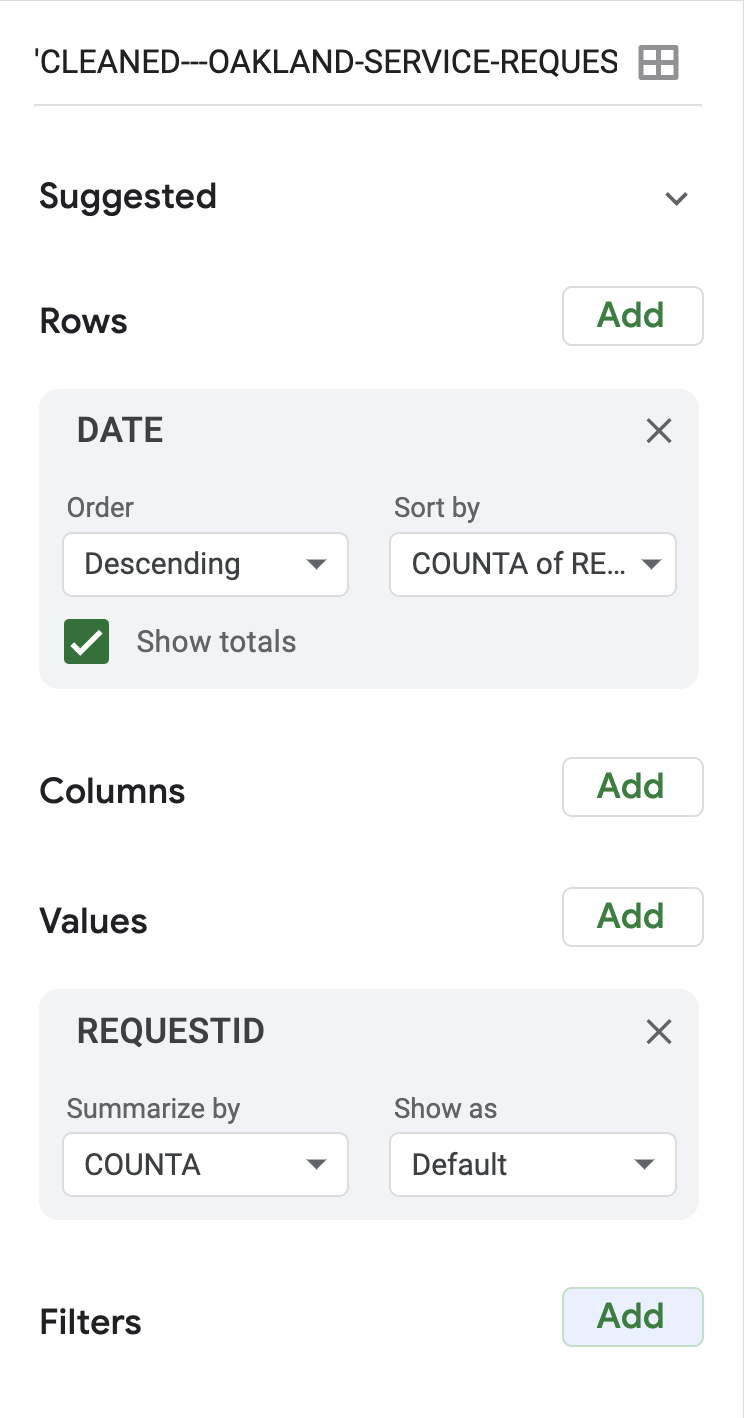 'CLEANED---OAKLAND-SERVICE-REQUES
Suggested
Rows Add
DATE
Order Sort by
Descending COUNTA of RE...
Show totals
Columns Add
Values Add
REQUESTID
Summarize by Show as
COUNTA Default
Filters Add